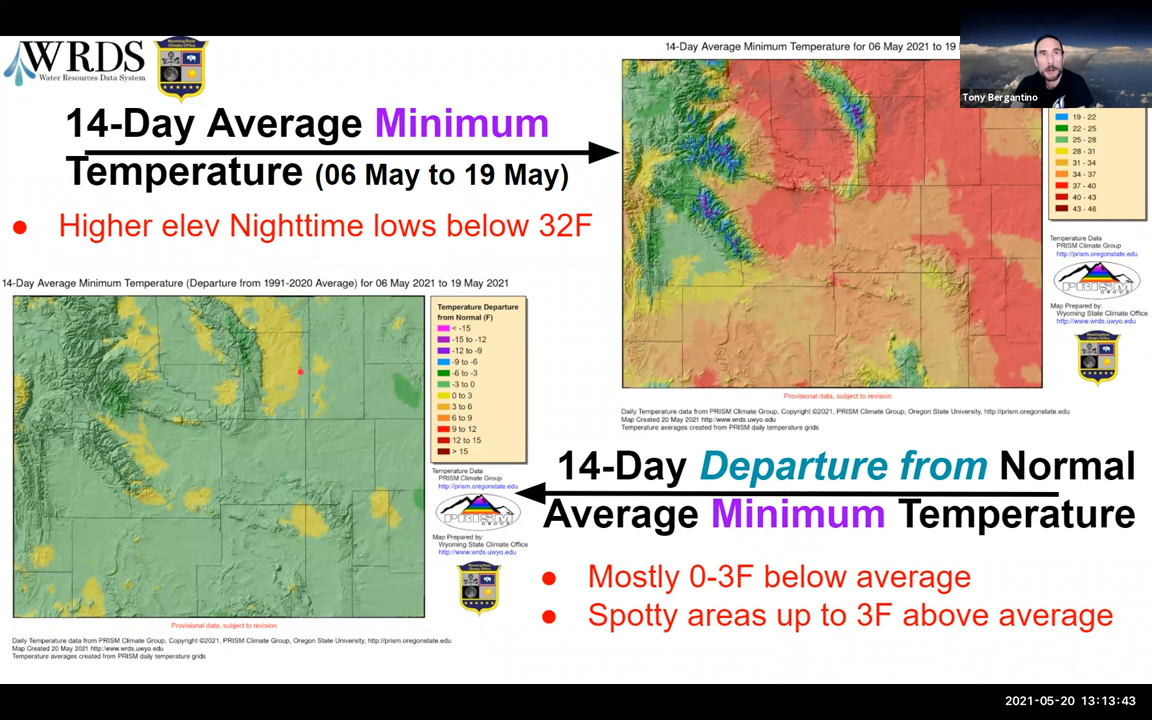 WRDS
Water Resources Data System
14-Day Average Minimum
Temperature (06 May to 19 May)
● Higher elev Nighttime lows below 32F
14-Day Average Minimum Temperature for 06 May 2021 to 19
Tony Bergantino
19 - 22
22 - 25
25 - 28
28 - 31
31 - 34
34 - 37
37 - 40
40 - 43
43 - 46
Temperature Data
PRISM Climate Group
http://prism.oregonstate.edu
PRISM
GROUP
Map Prepared by:
Wyoming State Climate Office
http://www.wrds.uwyo.edu
Provisional data, subject to revision
Daily Temperature data from PRISM Climate Group, Copyright ©2021, PRISM Climate Group, Oregon State University, http://prism.oregonstate.edu
Map Created 20 May 2021 http:/www.wrds.uwyo.edu
Temperature averages created from PRISM daily temperature grids
14-Day Average Minimum Temperature (Departure from 1991-2020 Average) for 06 May 2021 to 19 May 2021
Temperature Departure
from Normal (F)
< -15
-15 to -12
-12 to -9
-9 to -6
-6 to -3
-3 to 0
0 to 3
3 to 6
6 to 9
9 to 12
12 to 15
> 15
Temperature Data
PRISM Climate Group
http://prism.oregonstate.edu
PRISM
GROUP
Map Prepared by:
Wyoming State Climate Office
http://www.wrds.uwyo.edu
Provisional data, subject to revision
Daily Temperature data from PRISM Climate Group, Copyright ©2021, PRISM Climate Group, Oregon State University, http://prism.oregonstate.edu
Map Created 20 May 2021 http:/www.wrds.uwyo.edu
Temperature averages created from PRISM daily temperature grids
14-Day Departure from Normal
Average Minimum Temperature
● Mostly 0-3F below average
● Spotty areas up to 3F above average
2021-05-20 13:13:43